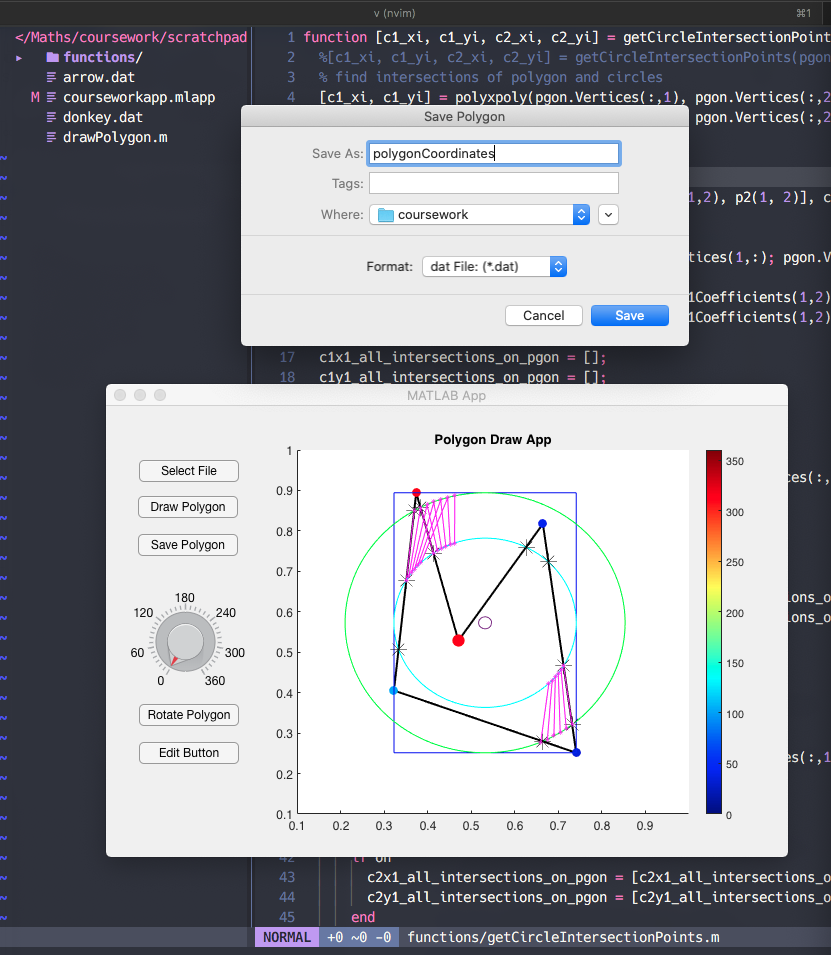 v (nvim)
⌘1
</Maths/coursework/scratchpad
▸ functions/
arrow.dat
M courseworkapp.mlapp
donkey.dat
drawPolygon.m
1 function [c1_xi, c1_yi, c2_xi, c2_yi] = getCircleIntersectionPoint
2 %[c1_xi, c1_yi, c2_xi, c2_yi] = getCircleIntersectionPoints(pgon
3 % find intersections of polygon and circles
4 [c1_xi, c1_yi] = polyxpoly(pgon.Vertices(:,1), pgon.Vertices(:,2
pgon.Vertices(:,2
1,2), p2(1, 2)], c
tices(1,:); pgon.V
1Coefficients(1,2)
1Coefficients(1,2)
Save Polygon
Save As: polygonCoordinates
Tags:
Where: coursework
Format: dat File: (*.dat)
Cancel Save
17 c1x1_all_intersections_on_pgon = [];
18 c1y1_all_intersections_on_pgon = [];
MATLAB App
Select File
Draw Polygon
Save Polygon
180
120 240
60 300
0 360
Rotate Polygon
Edit Button
Polygon Draw App
1
0.9
0.8
0.7
0.6
0.5
0.4
0.3
0.2
0.1
0.1 0.2 0.3 0.4 0.5 0.6 0.7 0.8 0.9
350
300
250
200
150
100
50
0
ces(:,
ons_o
ons_o
es(:,1
42 if on
43 c2x1_all_intersections_on_pgon = [c2x1_all_intersections_o
44 c2y1_all_intersections_on_pgon = [c2y1_all_intersections_o
45 end
NORMAL +0 ~0 -0 functions/getCircleIntersectionPoints.m